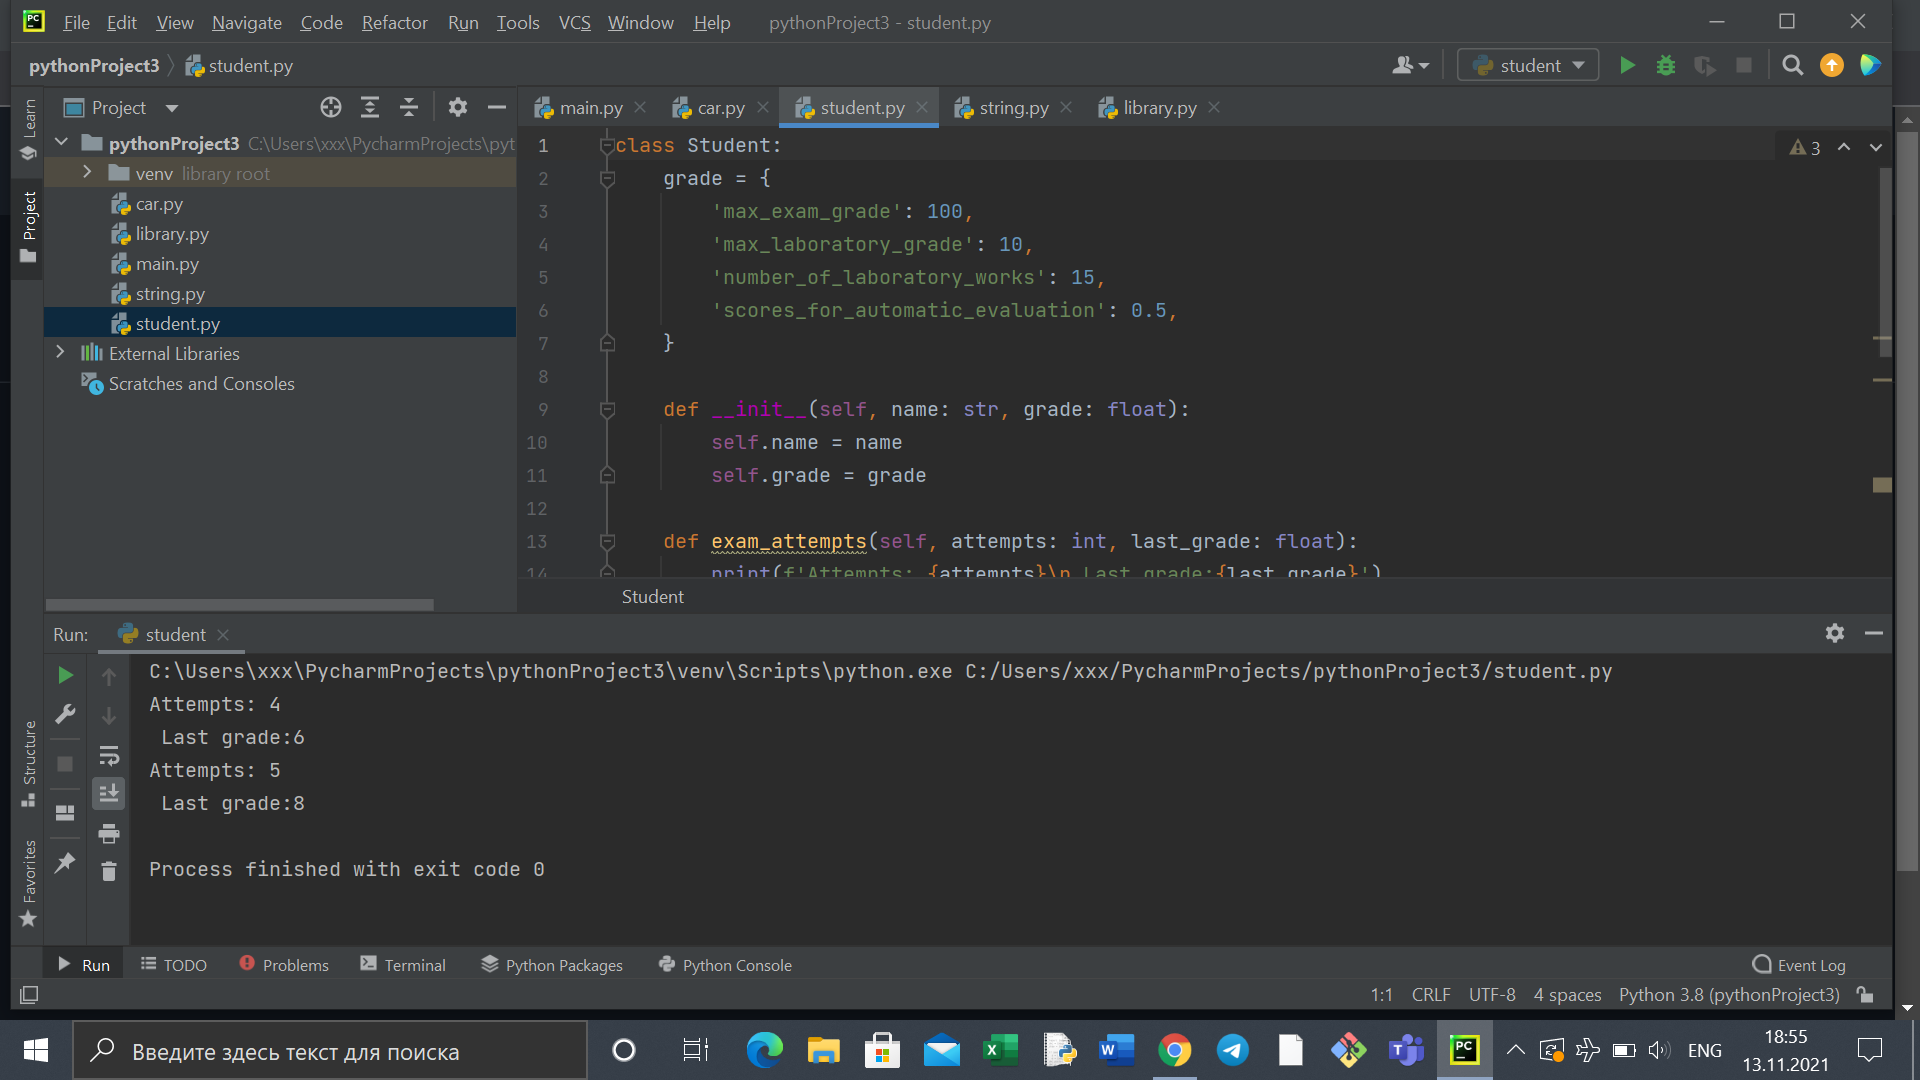 File Edit View Navigate Code Refactor Run Tools VCS Window Help pythonProject3 - student.py
pythonProject3 student.py
student
Project
main.py car.py student.py string.py library.py
pythonProject3 C:\Users\xxx\PycharmProjects\pyt
venv library root
car.py
library.py
main.py
string.py
student.py
External Libraries
Scratches and Consoles
Learn
Project
Structure
Favorites
3
1 class Student:
2 grade = {
3 'max_exam_grade': 100,
4 'max_laboratory_grade': 10,
5 'number_of_laboratory_works': 15,
6 'scores_for_automatic_evaluation': 0.5,
7 }
8
9 def __init__(self, name: str, grade: float):
10 self.name = name
11 self.grade = grade
12
13 def exam_attempts(self, attempts: int, last_grade: float):
14 print(f'Attempts: {attempts}\n Last grade:{last_grade}')
Student
Run: student
C:\Users\xxx\PycharmProjects\pythonProject3\venv\Scripts\python.exe C:/Users/xxx/PycharmProjects/pythonProject3/student.py
Attempts: 4
Last grade:6
Attempts: 5
Last grade:8
Process finished with exit code 0
Run TODO Problems Terminal Python Packages Python Console Event Log
1:1 CRLF UTF-8 4 spaces Python 3.8 (pythonProject3)
Введите здесь текст для поиска
ENG
18:55
13.11.2021